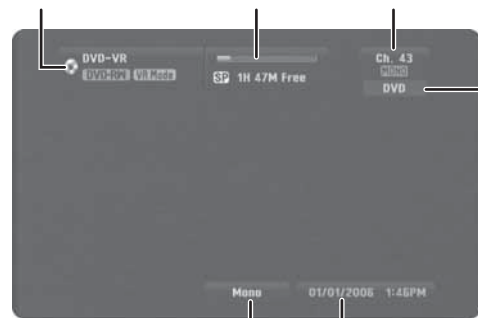 DVD-VR
DVD-RW VR Mode
SP 1H 47M Free
Ch. 43
MONO
DVD
Mono
01/01/2006 1:46PM